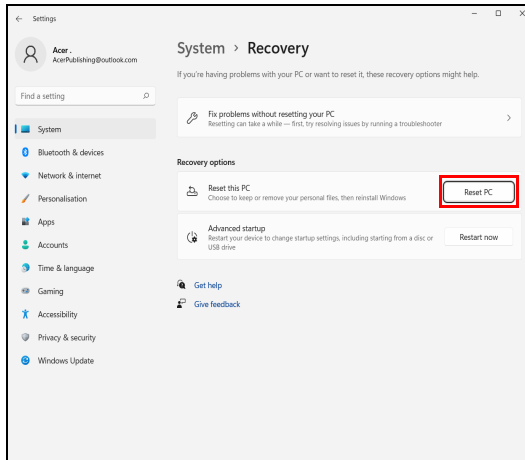 Settings
Acer .
AcerPublishing@outlook.com
Find a setting
System
Bluetooth & devices
Network & internet
Personalisation
Apps
Accounts
Time & language
Gaming
Accessibility
Privacy & security
Windows Update
System > Recovery
If you're having problems with your PC or want to reset it, these recovery options might help.
Fix problems without resetting your PC
Resetting can take a while — first, try resolving issues by running a troubleshooter
Recovery options
Reset this PC
Choose to keep or remove your personal files, then reinstall Windows
Reset PC
Advanced startup
Restart your device to change startup settings, including starting from a disc or
USB drive
Restart now
Get help
Give feedback